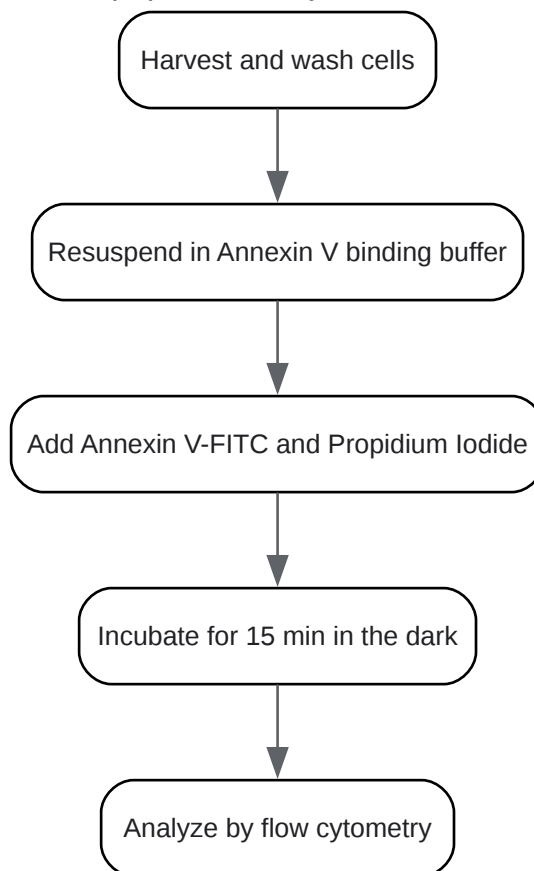 Harvest and wash cells
Resuspend in Annexin V binding buffer
Add Annexin V-FITC and Propidium Iodide
Incubate for 15 min in the dark
Analyze by flow cytometry